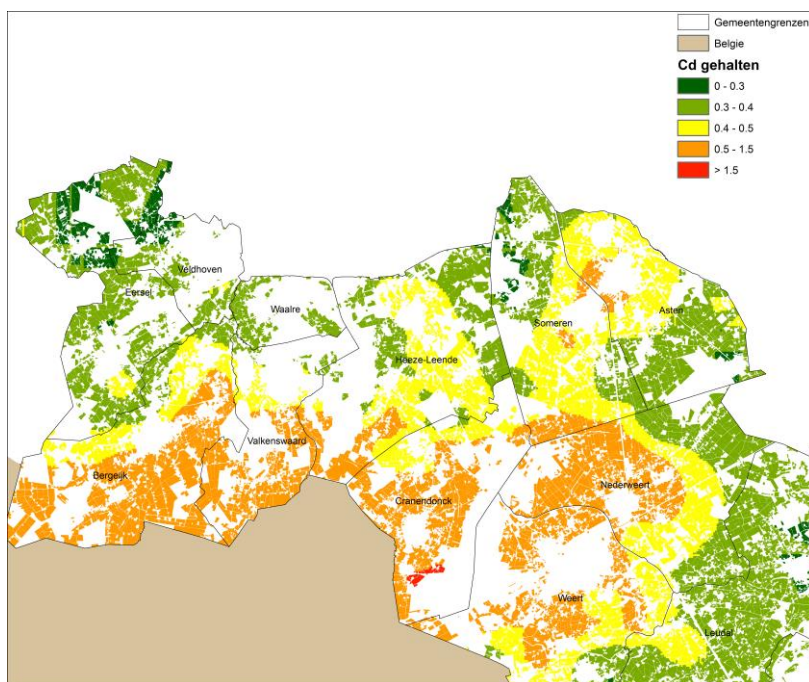 Gemeentengrenzen
Belgie
Cd gehalten
0 - 0.3
0.3 - 0.4
0.4 - 0.5
0.5 - 1.5
> 1.5
Veldhoven
Eersel
Waalre
Someren
Asten
Heeze-Leende
Valkenswaard
Bergeijk
Cranendonck
Nederweert
Weert
Leudal